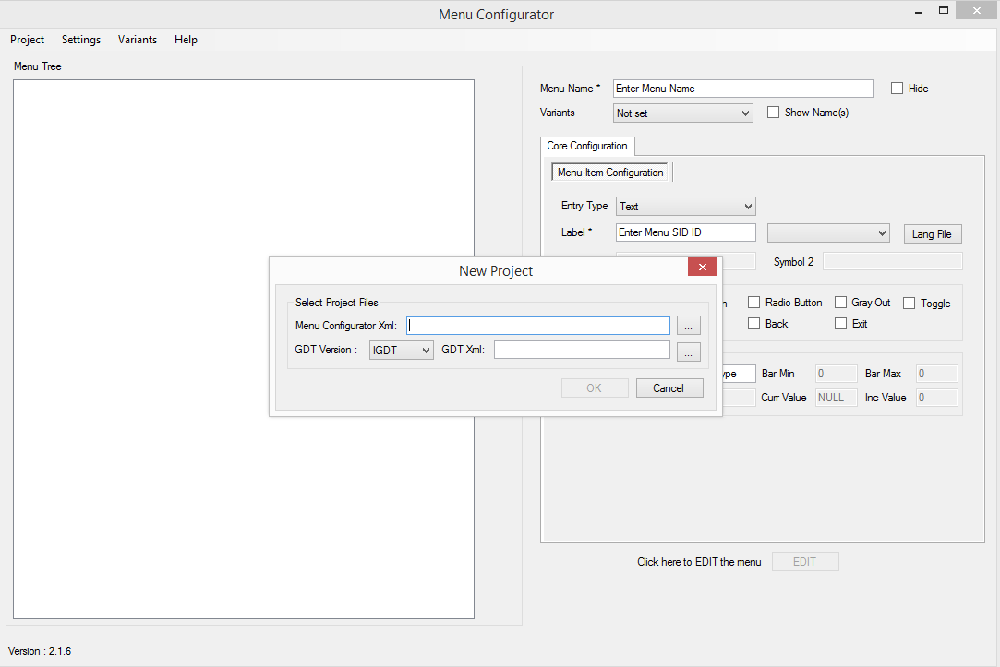 Menu Configurator
Project Settings Variants Help
Menu Tree
Menu Name * Enter Menu Name Hide
Variants Not set Show Name(s)
Core Configuration
Menu Item Configuration
Entry Type Text
Label * Enter Menu SID ID Lang File
Symbol 2
New Project
Select Project Files
Menu Configurator Xml: ...
GDT Version : IGDT GDT Xml: ...
OK Cancel
Radio Button Gray Out Toggle
Back Exit
Bar Min 0 Bar Max 0
Curr Value NULL Inc Value 0
Click here to EDIT the menu EDIT
Version : 2.1.6